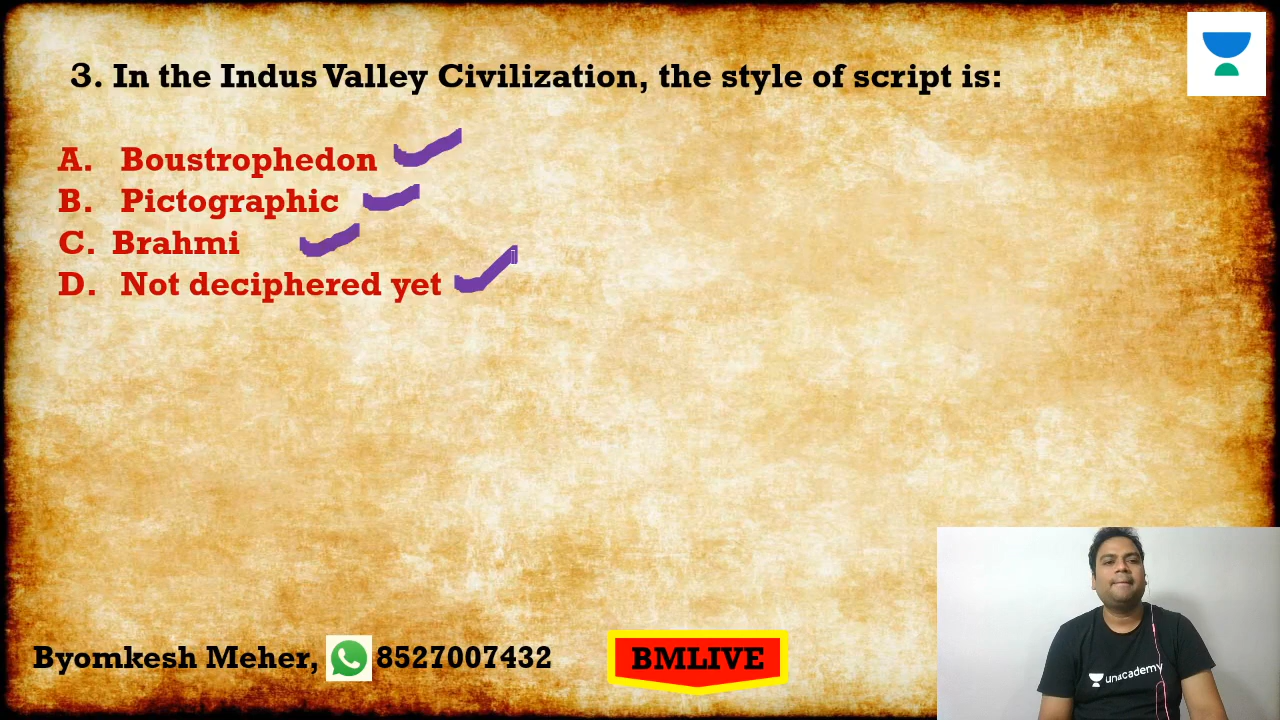 3. In the Indus Valley Civilization, the style of script is:
A. Boustrophedon
B. Pictographic
C. Brahmi
D. Not deciphered yet
Byomkesh Meher, 8527007432
BMLIVE
unacademy